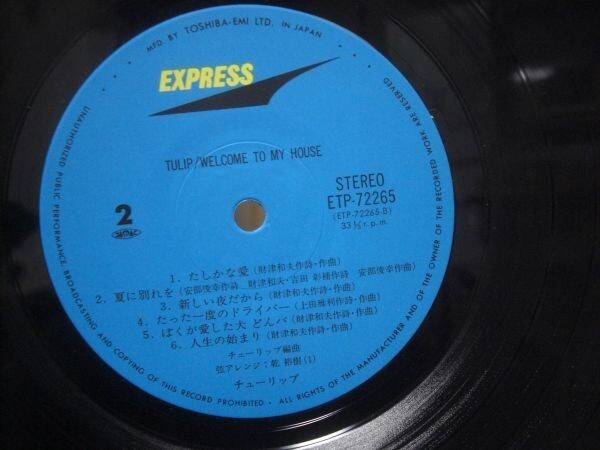 MFD. BY TOSHIBA-EMI LTD. IN JAPAN
EXPRESS
TULIP/WELCOME TO MY HOUSE
2
STEREO
ETP-72265
(ETP-72265-B)
33 1/3 r.p.m.
1. たしかな愛 (財津和夫作詩・作曲)
2. 夏に別れを (安部俊幸作詩 財津和夫・吉田 彰補作詩 安部俊幸作曲)
3. 新しい夜だから (財津和夫作詩・作曲)
4. たった一度のドライバー (上田雅利作詩・作曲)
5. ぼくが愛した犬 どんバ (財津和夫作詩・作曲)
6. 人生の始まり (財津和夫作詩・作曲)
チューリップ編曲
弦アレンジ:乾 裕樹 (1)
チューリップ
UNAUTHORIZED PUBLIC PERFORMANCE, BROADCASTING AND COPYING OF THIS RECORD PROHIBITED • ALL RIGHTS OF THE MANUFACTURER AND OF THE OWNER OF THE RECORDED WORK ARE RESERVED